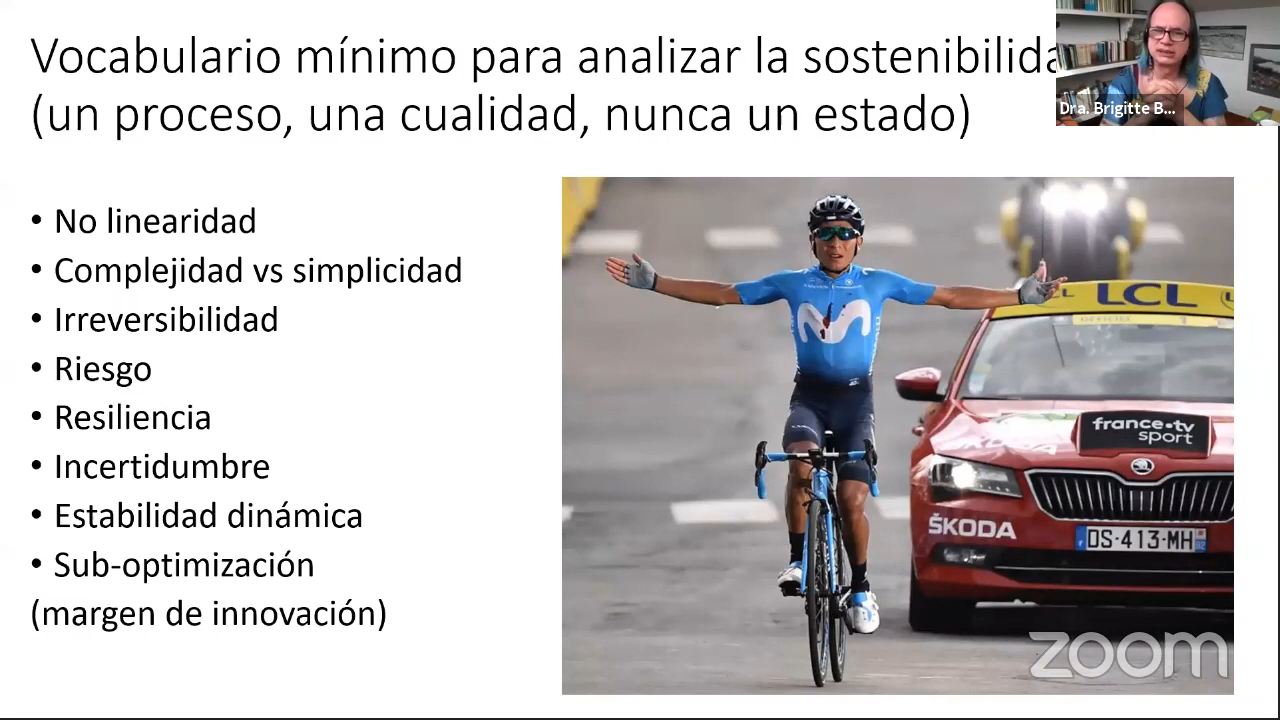 Vocabulario mínimo para analizar la sostenibilida
(un proceso, una cualidad, nunca un estado)
Dra. Brigitte B...
• No linearidad
• Complejidad vs simplicidad
• Irreversibilidad
• Riesgo
• Resiliencia
• Incertidumbre
• Estabilidad dinámica
• Sub-optimización
(margen de innovación)
LCL
france•tv
sport
ŠKODA
DS-413-MH
zoom